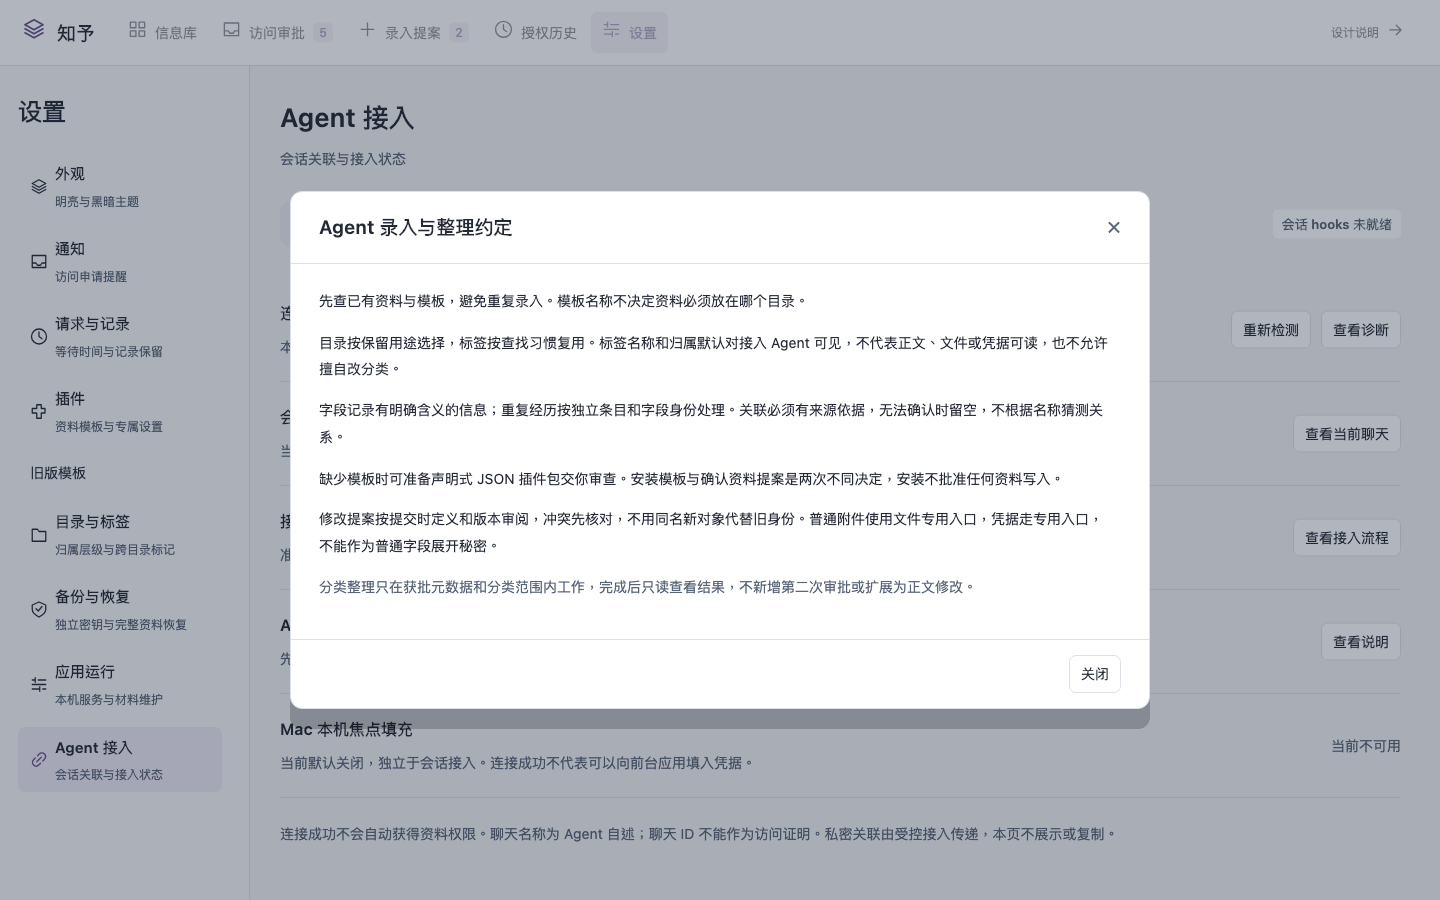 知予
信息库
访问审批 5
录入提案 2
授权历史
设置
设计说明
设置
外观
明亮与黑暗主题
通知
访问申请提醒
请求与记录
等待时间与记录保留
插件
资料模板与专属设置
旧版模板
目录与标签
归属层级与跨目录标记
备份与恢复
独立密钥与完整资料恢复
应用运行
本机服务与材料维护
Agent 接入
会话关联与接入状态
Agent 接入
会话关联与接入状态
会话 hooks 未就绪
重新检测
查看诊断
查看当前聊天
查看接入流程
查看说明
Agent 录入与整理约定
先查已有资料与模板，避免重复录入。模板名称不决定资料必须放在哪个目录。
目录按保留用途选择，标签按查找习惯复用。标签名称和归属默认对接入 Agent 可见，不代表正文、文件或凭据可读，也不允许
擅自改分类。
字段记录有明确含义的信息；重复经历按独立条目和字段身份处理。关联必须有来源依据，无法确认时留空，不根据名称猜测关
系。
缺少模板时可准备声明式 JSON 插件包交你审查。安装模板与确认资料提案是两次不同决定，安装不批准任何资料写入。
修改提案按提交时定义和版本审阅，冲突先核对，不用同名新对象代替旧身份。普通附件使用文件专用入口，凭据走专用入口，
不能作为普通字段展开秘密。
分类整理只在获批元数据和分类范围内工作，完成后只读查看结果，不新增第二次审批或扩展为正文修改。
关闭
Mac 本机焦点填充
当前默认关闭，独立于会话接入。连接成功不代表可以向前台应用填入凭据。
当前不可用
连接成功不会自动获得资料权限。聊天名称为 Agent 自述；聊天 ID 不能作为访问证明。私密关联由受控接入传递，本页不展示或复制。